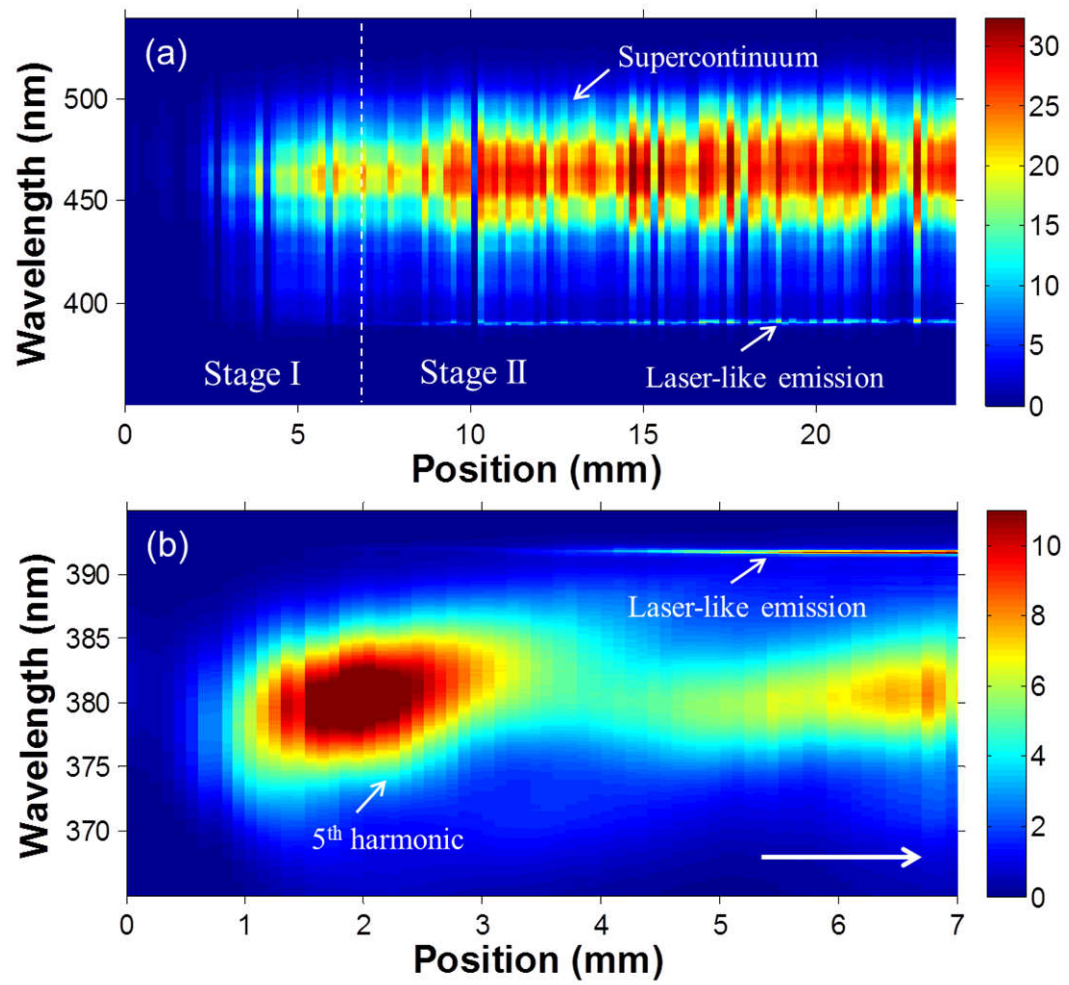 (a)
Supercontinuum
Stage I
Stage II
Laser-like emission
Wavelength (nm)
500
450
400
0 5 10 15 20
Position (mm)
30
25
20
15
10
5
0
(b)
Laser-like emission
5th harmonic
Wavelength (nm)
390
385
380
375
370
0 1 2 3 4 5 6 7
Position (mm)
10
8
6
4
2
0